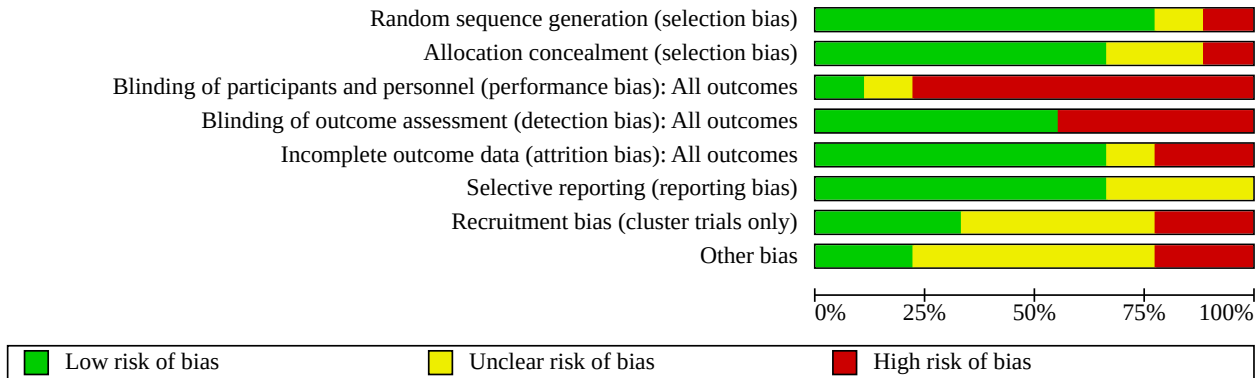 Random sequence generation (selection bias)
Allocation concealment (selection bias)
Blinding of participants and personnel (performance bias): All outcomes
Blinding of outcome assessment (detection bias): All outcomes
Incomplete outcome data (attrition bias): All outcomes
Selective reporting (reporting bias)
Recruitment bias (cluster trials only)
Other bias
0% 25% 50% 75% 100%
Low risk of bias Unclear risk of bias High risk of bias